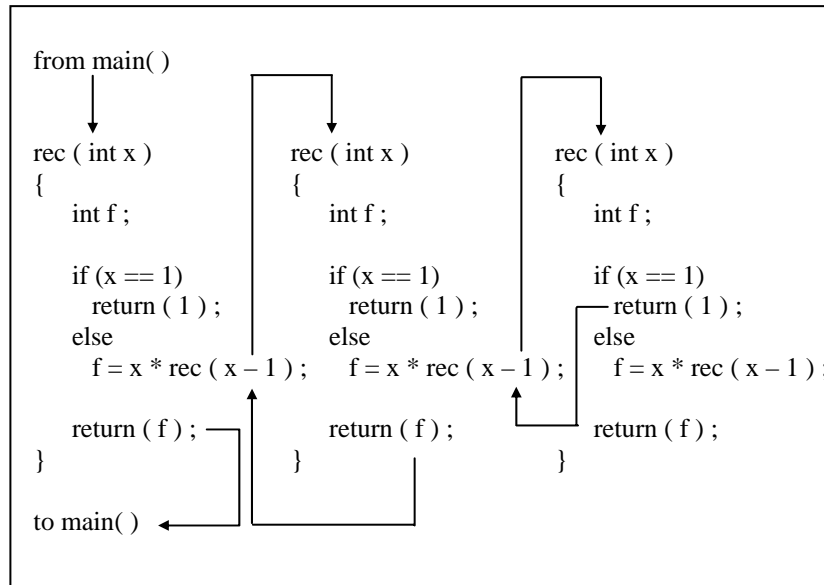 from main( )
rec ( int x )
{
int f ;
if (x == 1)
return ( 1 ) ;
else
f = x * rec ( x – 1 ) ;
return ( f ) ;
}
to main( )
rec ( int x )
{
int f ;
if (x == 1)
return ( 1 ) ;
else
f = x * rec ( x – 1 ) ;
return ( f ) ;
}
rec ( int x )
{
int f ;
if (x == 1)
return ( 1 ) ;
else
f = x * rec ( x – 1 ) ;
return ( f ) ;
}